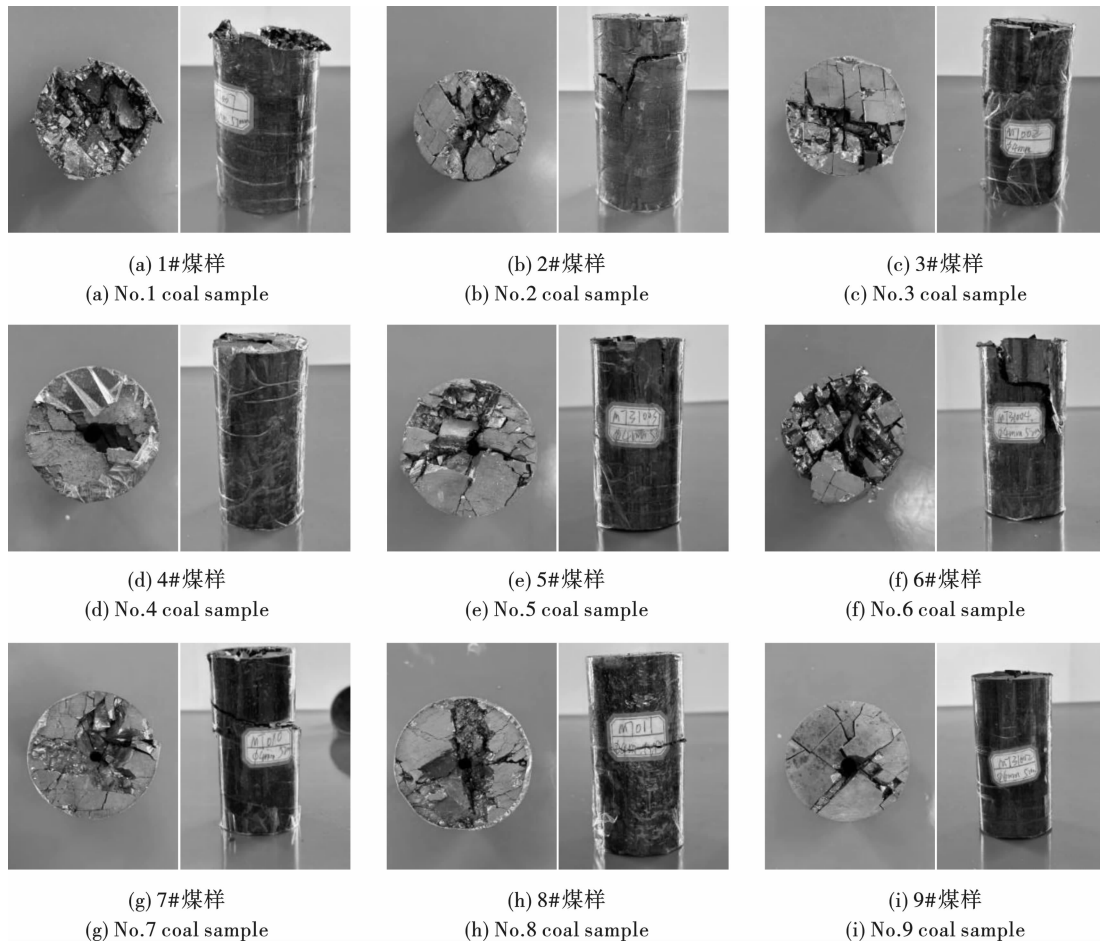 (a) 1#煤样
(a) No.1 coal sample
(b) 2#煤样
(b) No.2 coal sample
MJ002
(c) 3#煤样
(c) No.3 coal sample
(d) 4#煤样
(d) No.4 coal sample
(e) 5#煤样
(e) No.5 coal sample
(f) 6#煤样
(f) No.6 coal sample
MJ010
(g) 7#煤样
(g) No.7 coal sample
MJ011
(h) 8#煤样
(h) No.8 coal sample
(i) 9#煤样
(i) No.9 coal sample